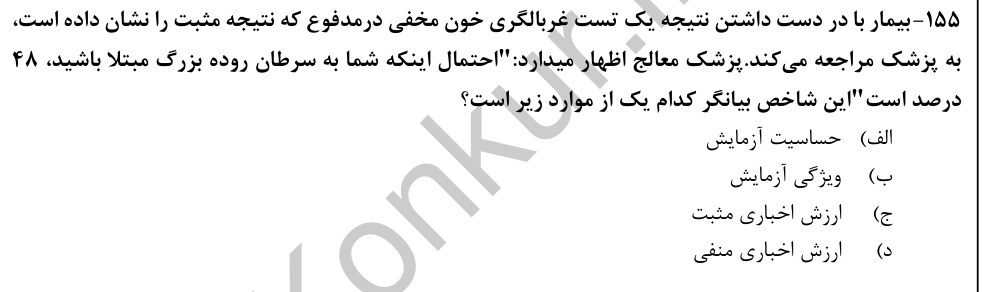 ۱۵۵-بیمار با در دست داشتن نتیجه یک تست غربالگری خون مخفی درمدفوع که نتیجه مثبت را نشان داده است،
به پزشک مراجعه می‌کند.پزشک معالج اظهار میدارد:"احتمال اینکه شما به سرطان روده بزرگ مبتلا باشید، ۴۸
درصد است"این شاخص بیانگر کدام یک از موارد زیر است؟
الف) حساسیت آزمایش
ب) ویژگی آزمایش
ج) ارزش اخباری مثبت
د) ارزش اخباری منفی
Konkur.